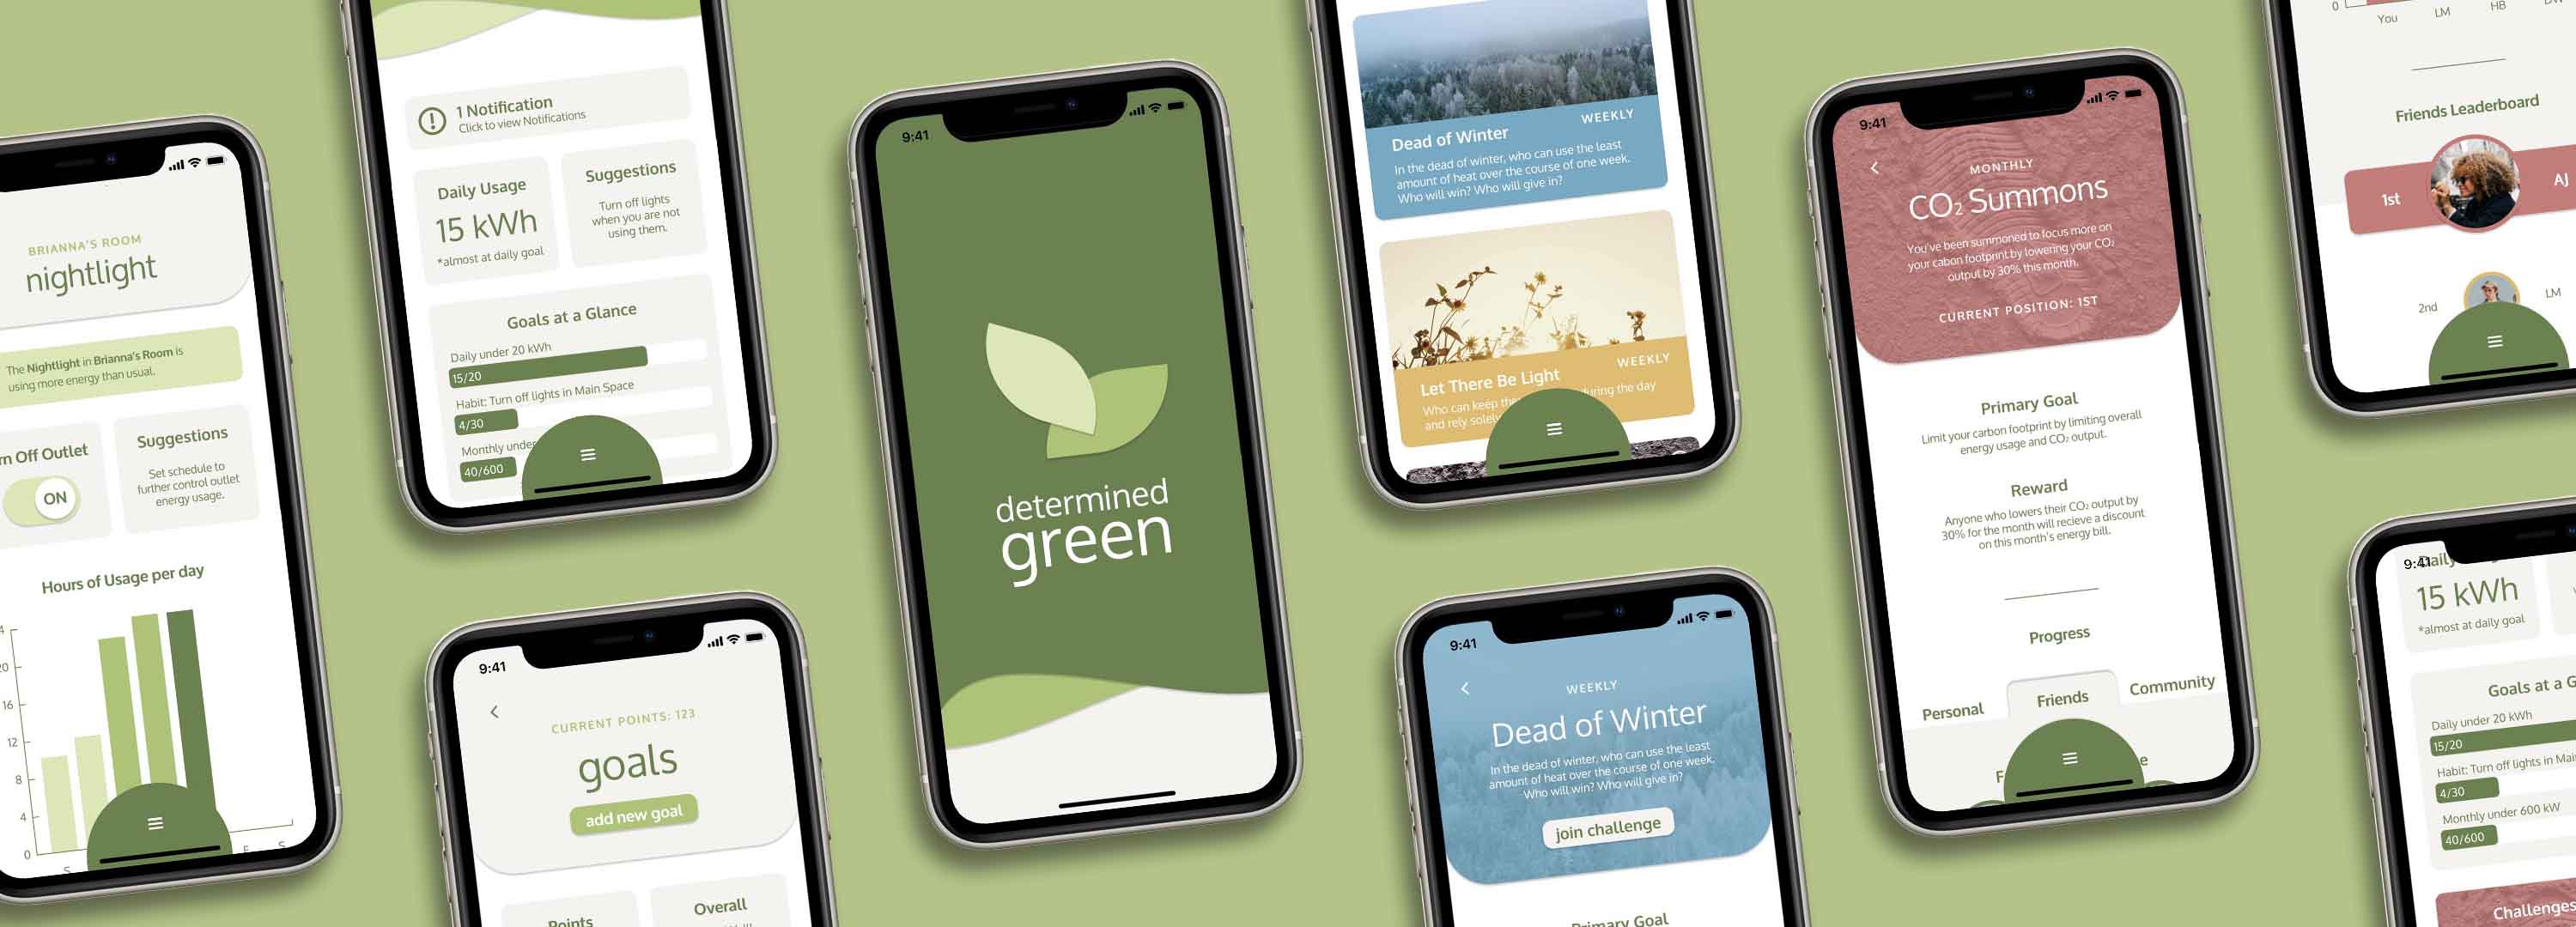 BRIANNA'S ROOM
nightlight
The Nightlight in Brianna's Room is
using more energy than usual.
Off Outlet
ON
Suggestions
Set schedule to
further control outlet
energy usage.
Hours of Usage per day
20
16
12
8
4
0
S
S
1 Notification
Click to view Notifications
Daily Usage
15 kWh
*almost at daily goal
Suggestions
Turn off lights
when you are not
using them.
Goals at a Glance
Daily under 20 kWh
15/20
Habit: Turn off lights in Main Space
4/30
Monthly under
40/600
9:41
CURRENT POINTS: 123
goals
add new goal
Points
Overall
9:41
determined
green
Dead of Winter
WEEKLY
In the dead of winter, who can use the least
amount of heat over the course of one week.
Who will win? Who will give in?
Let There Be Light
WEEKLY
Who can keep during the day
and rely
9:41
WEEKLY
Dead of Winter
In the dead of winter, who can use the least
amount of heat over the course of one week.
Who will win? Who will give in?
join challenge
Primary Goal
9:41
MONTHLY
CO₂ Summons
You've been summoned to focus more on
your cabon footprint by lowering your CO₂
output by 30% this month.
CURRENT POSITION: 1ST
Primary Goal
Limit your carbon footprint by limiting overall
energy usage and CO₂ output.
Reward
Anyone who lowers their CO₂ output by
30% for the month will recieve a discount
on this month's energy bill.
Progress
Personal
Friends
Community
0
You
LM
HB
Friends Leaderboard
1st
AJ
2nd
LM
9:41
Daily
15 kWh
*almost at daily goal
Goals at a
Daily under 20 kWh
15/20
Habit: Turn off lights in
4/30
Monthly under 600 kW
40/600
Challenges